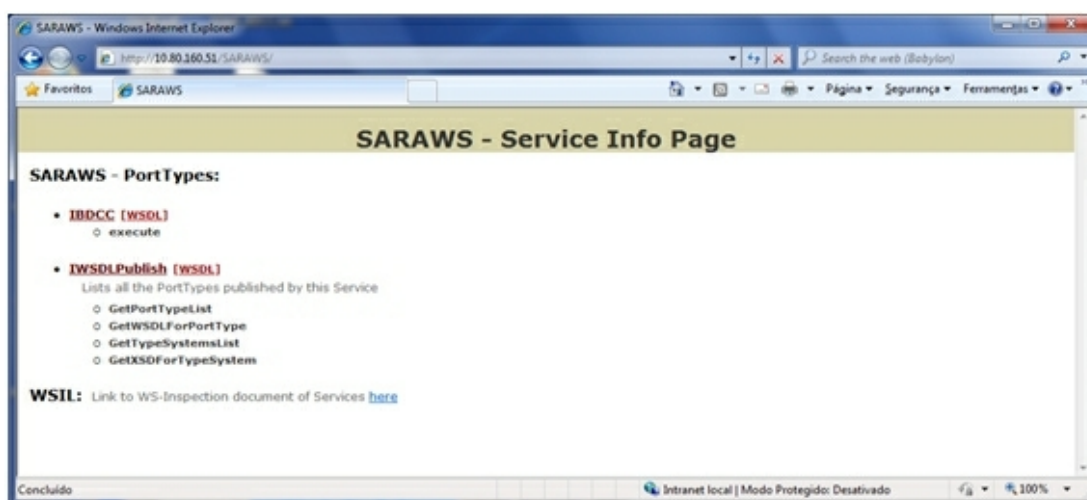 SARAWS - Windows Internet Explorer
http://10.80.160.51/SARAWS/
Search the web (Babylon)
Favoritos
SARAWS
Página
Segurança
Ferramentas
SARAWS - Service Info Page
SARAWS - PortTypes:
IBDCC [WSDL]
execute
IWSDLPublish [WSDL]
Lists all the PortTypes published by this Service
GetPortTypeList
GetWSDLForPortType
GetTypeSystemsList
GetXSDForTypeSystem
WSIL: Link to WS-Inspection document of Services here
Concluído
Intranet local | Modo Protegido: Desativado
100%